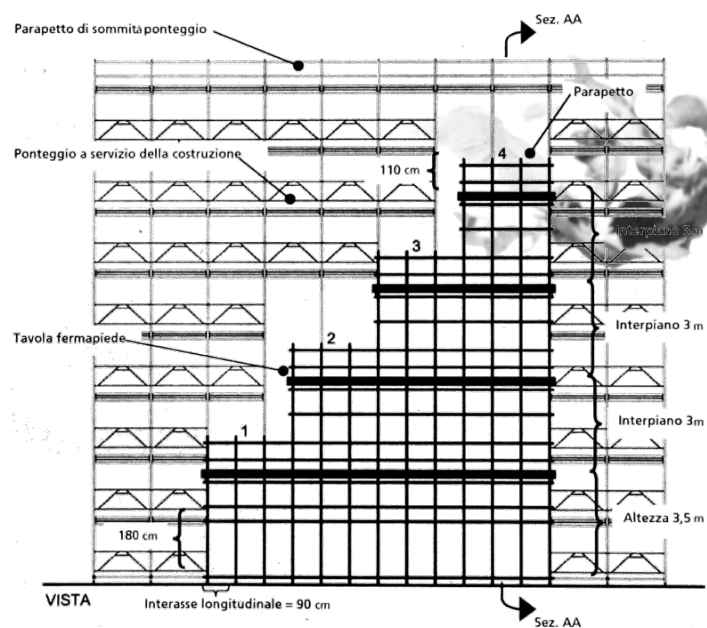 Sez. AA
Parapetto di sommità ponteggio
Parapetto
4
Ponteggio a servizio della costruzione
110 cm
Interpiano 3 m
3
Interpiano 3 m
Tavola fermapiede
2
Interpiano 3m
1
Altezza 3,5 m
180 cm
VISTA
Interasse longitudinale = 90 cm
Sez. AA